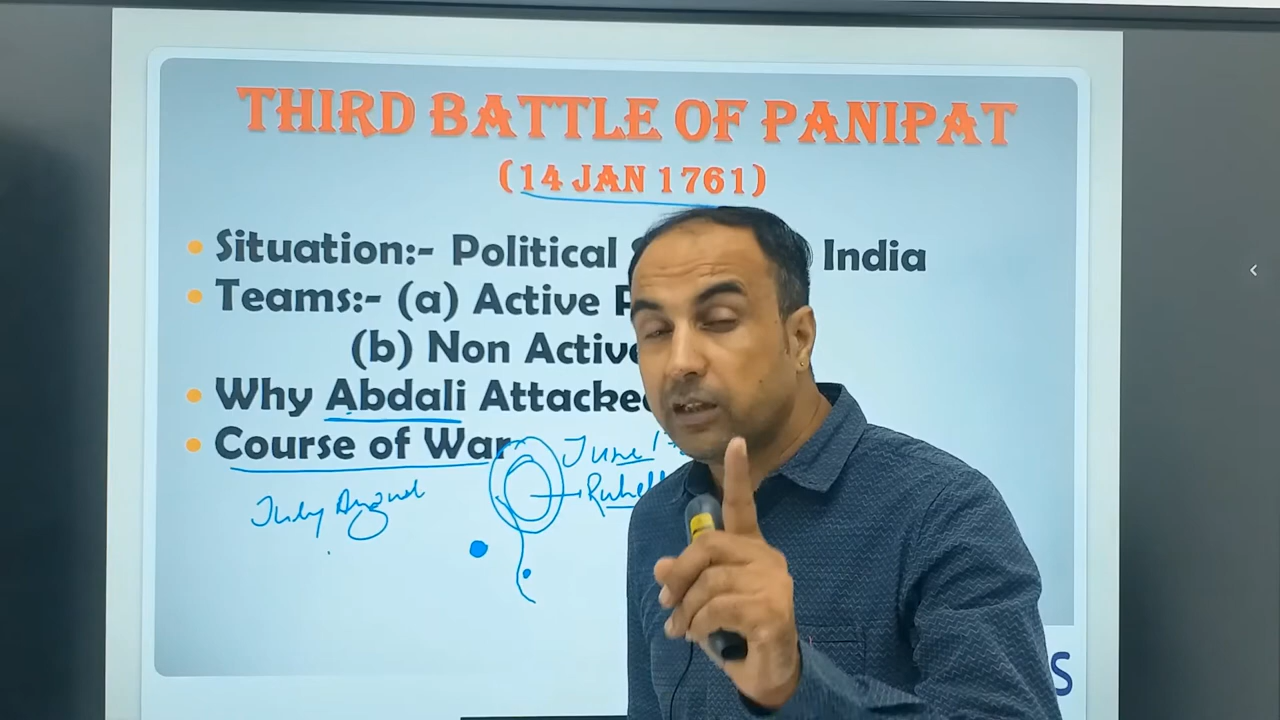 THIRD BATTLE OF PANIPAT
(14 JAN 1761)
• Situation:- Political India
• Teams:- (a) Active
(b) Non Active
• Why Abdali Attacked
• Course of War
June
July August
S